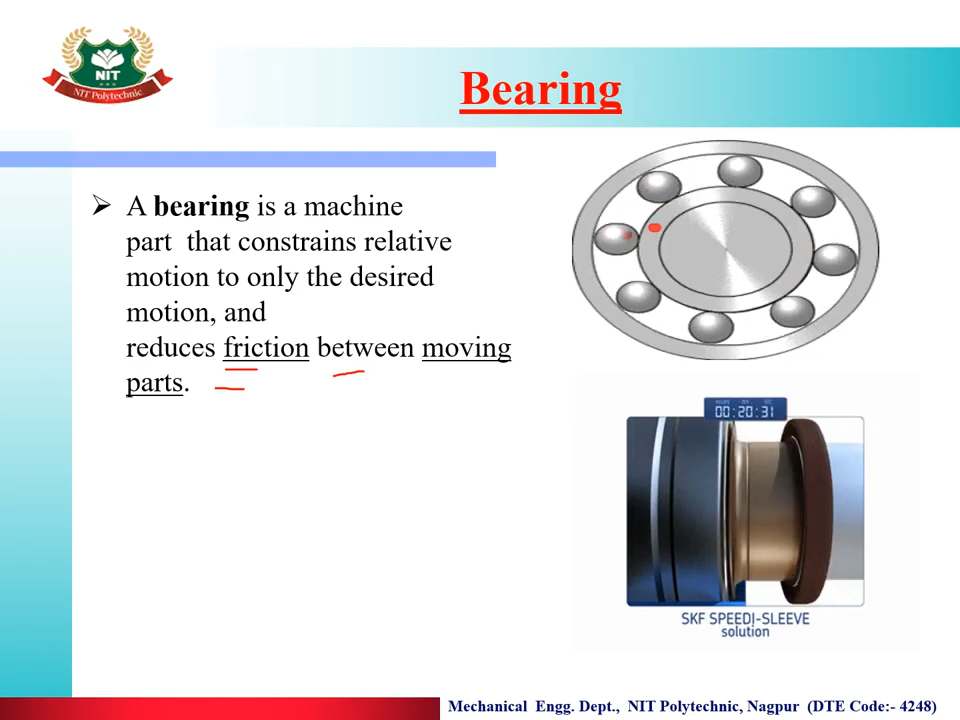 NIT
NIT Polytechnic
Bearing
➢ A bearing is a machine
part that constrains relative
motion to only the desired
motion, and
reduces friction between moving
parts.
00:20:31
SKF SPEEDI-SLEEVE
solution
Mechanical Engg. Dept., NIT Polytechnic, Nagpur (DTE Code:- 4248)